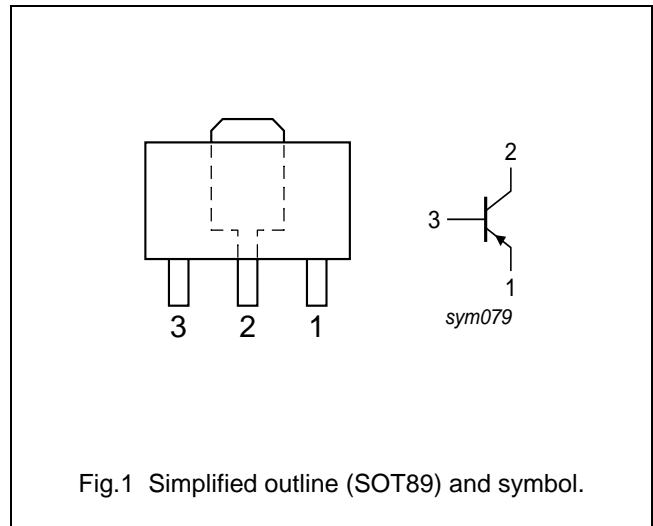 2
3
1
sym079
3 2 1
Fig.1 Simplified outline (SOT89) and symbol.